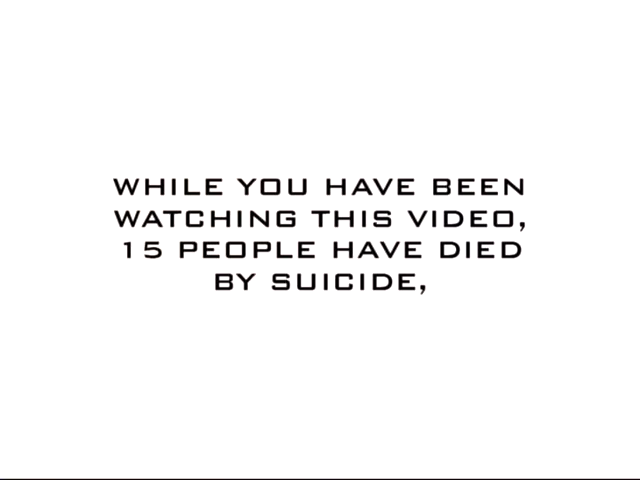 WHILE YOU HAVE BEEN
WATCHING THIS VIDEO,
15 PEOPLE HAVE DIED
BY SUICIDE,